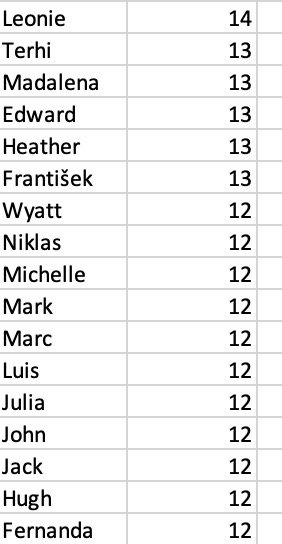 Leonie 14
Terhi 13
Madalena 13
Edward 13
Heather 13
František 13
Wyatt 12
Niklas 12
Michelle 12
Mark 12
Marc 12
Luis 12
Julia 12
John 12
Jack 12
Hugh 12
Fernanda 12